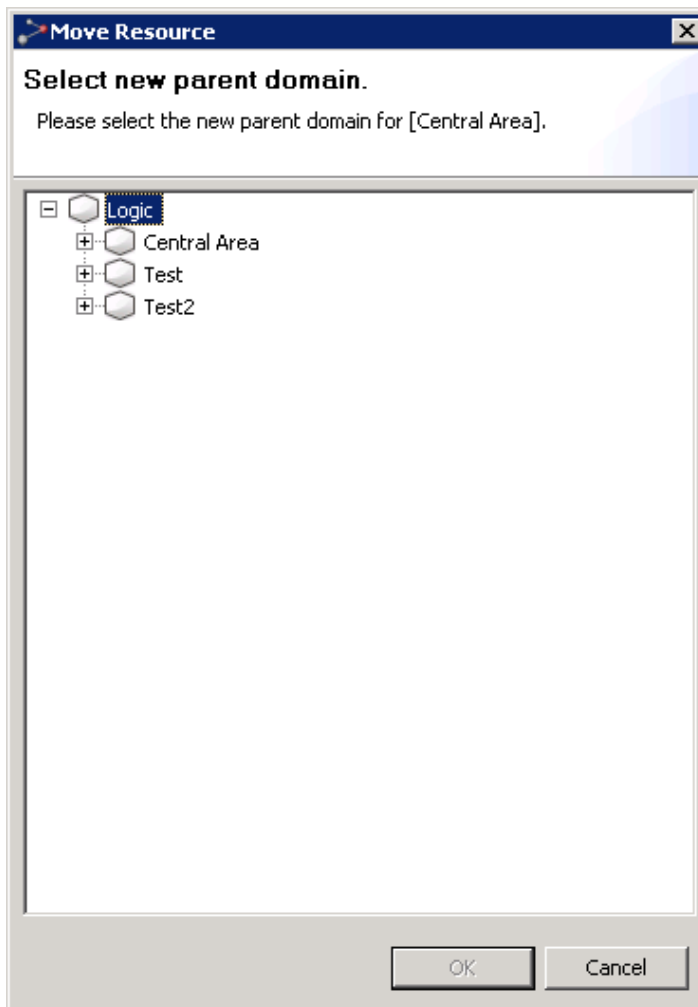 Move Resource
Select new parent domain.
Please select the new parent domain for [Central Area].
Logic
Central Area
Test
Test2
OK
Cancel